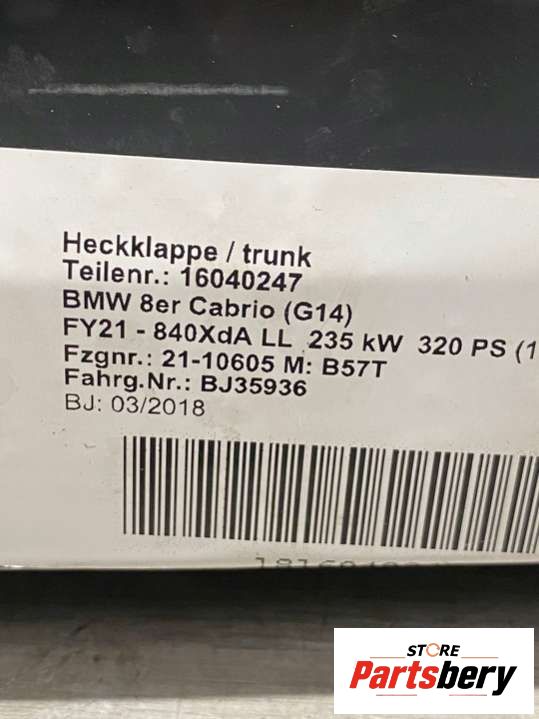 Heckklappe / trunk
Teilenr.: 16040247
BMW 8er Cabrio (G14)
FY21 - 840XdA LL 235 kW 320 PS (1
Fzgnr.: 21-10605 M: B57T
Fahrg.Nr.: BJ35936
BJ: 03/2018
STORE
Partsbery